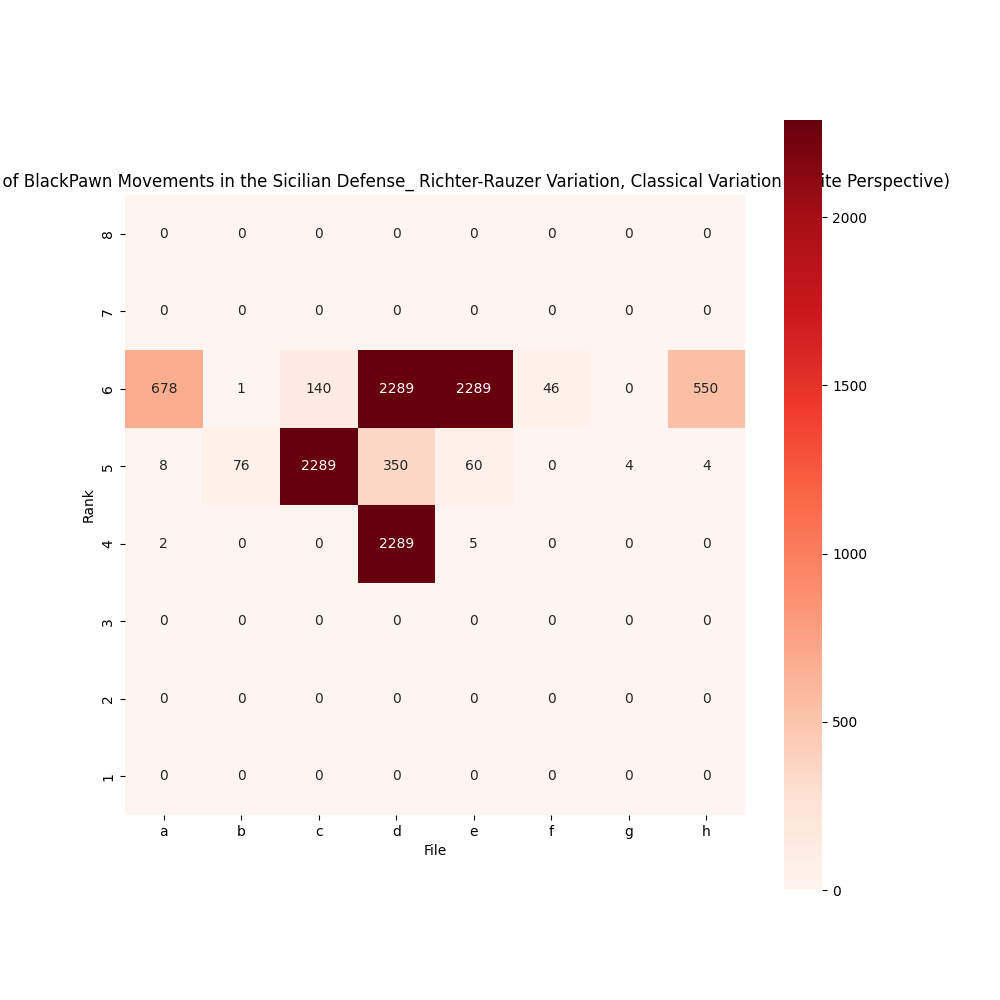 of BlackPawn Movements in the Sicilian Defense_ Richter-Rauzer Variation, Classical Variation Perspective)
8 0 0 0 0 0 0 0 0
7 0 0 0 0 0 0 0 0
6 678 1 140 2289 2289 46 0 550
5 8 76 2289 350 60 0 4 4
4 2 0 0 2289 5 0 0 0
3 0 0 0 0 0 0 0 0
2 0 0 0 0 0 0 0 0
1 0 0 0 0 0 0 0 0
a b c d e f g h
File
Rank
2000
1500
1000
500
0